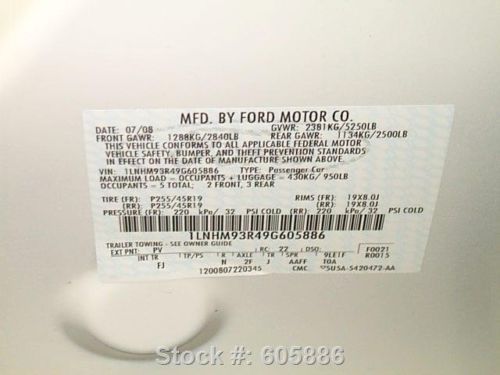 MFD. BY FORD MOTOR CO.
DATE: 07/08 GVWR: 2381KG/5250LB
FRONT GAWR: 1288KG/2840LB REAR GAWR: 1134KG/2500LB
THIS VEHICLE CONFORMS TO ALL APPLICABLE FEDERAL MOTOR
VEHICLE SAFETY, BUMPER, AND THEFT PREVENTION STANDARDS
IN EFFECT ON THE DATE OF MANUFACTURE SHOWN ABOVE.
VIN: 1LNHM93R49G605886 TYPE: Passenger Car
MAXIMUM LOAD = OCCUPANTS + LUGGAGE = 430KG/ 950LB
OCCUPANTS = 5 TOTAL: 2 FRONT, 3 REAR
TIRE (FR): P255/45R19 RIMS (FR): 19X8.0J
(RR): P255/45R19 (RR): 19X8.0J
PRESSURE (FR) 220 kPa/ 32 PSI COLD (RR) 220 kPa/ 32 PSI COLD
1LNHM93R49G605886
TRAILER TOWING - SEE OWNER GUIDE
EXT PNT: PV RC: 22 DSO: F0021
INT TR TP/PS R AXLE TR SPR R0015
FJ N 2F J AAFF 9LE1F TOA
1200807220345 CMC 5U5A-5420472-AA
Stock #: 605886